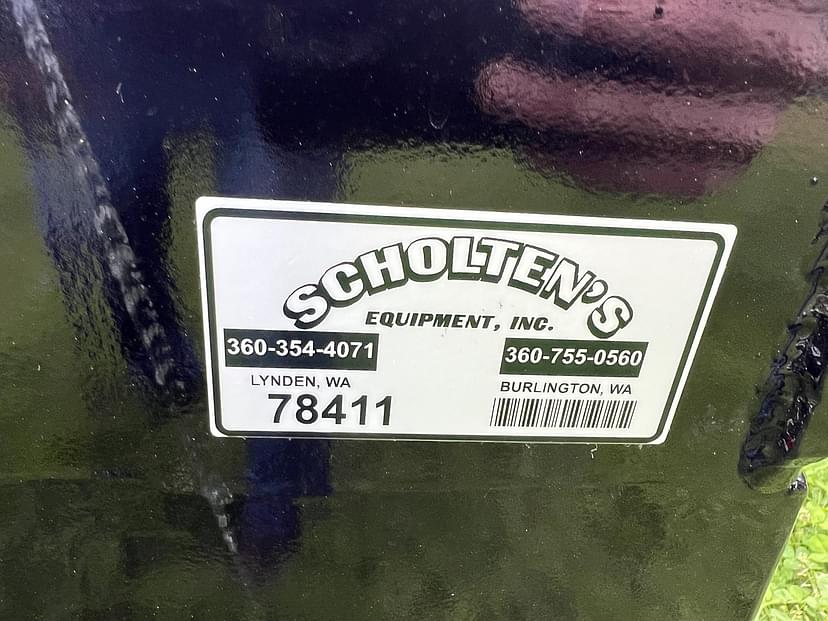 SCHOLTEN'S
EQUIPMENT, INC.
360-354-4071
LYNDEN, WA
78411
360-755-0560
BURLINGTON, WA